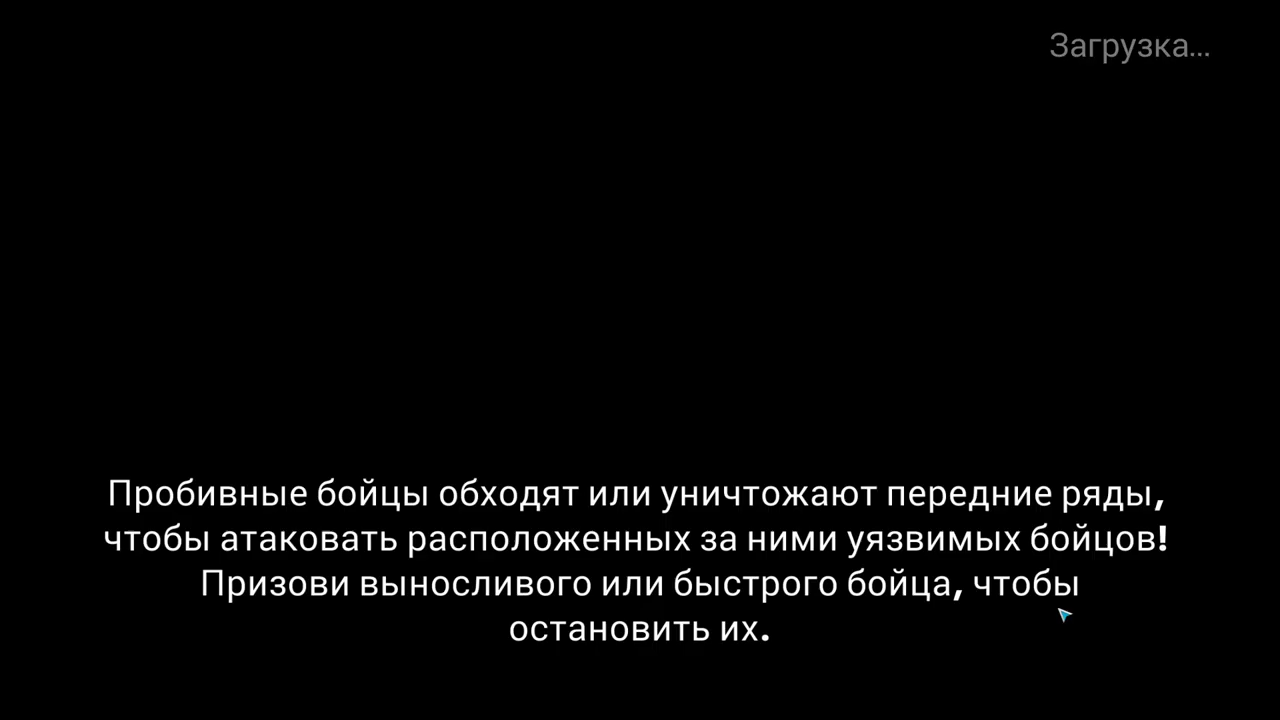 Загрузка...
Пробивные бойцы обходят или уничтожают передние ряды,
чтобы атаковать расположенных за ними уязвимых бойцов!
Призови выносливого или быстрого бойца, чтобы
остановить их.